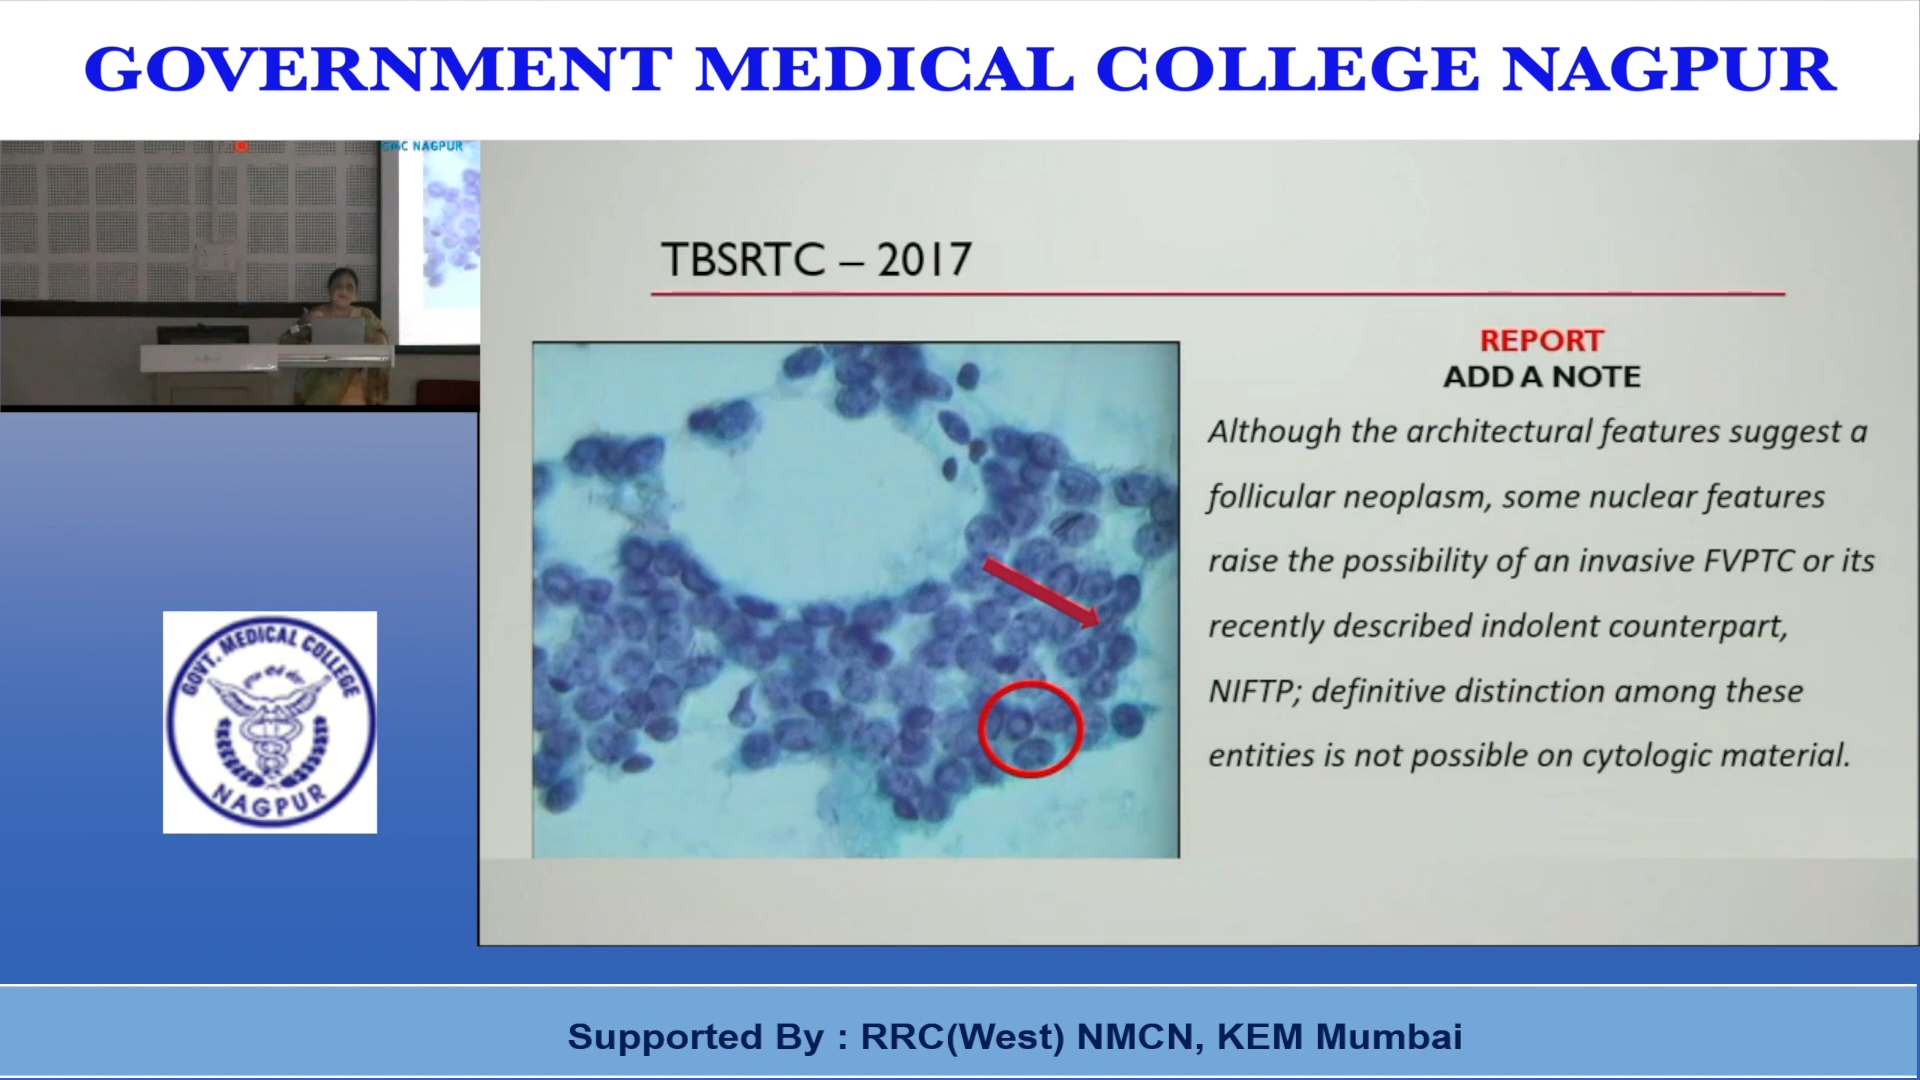 GOVERNMENT MEDICAL COLLEGE NAGPUR
GMC NAGPUR
TBSRTC – 2017
REPORT
ADD A NOTE
Although the architectural features suggest a
follicular neoplasm, some nuclear features
raise the possibility of an invasive FVPTC or its
recently described indolent counterpart,
NIFTP; definitive distinction among these
entities is not possible on cytologic material.
GOVT. MEDICAL COLLEGE
NAGPUR
Supported By : RRC(West) NMCN, KEM Mumbai